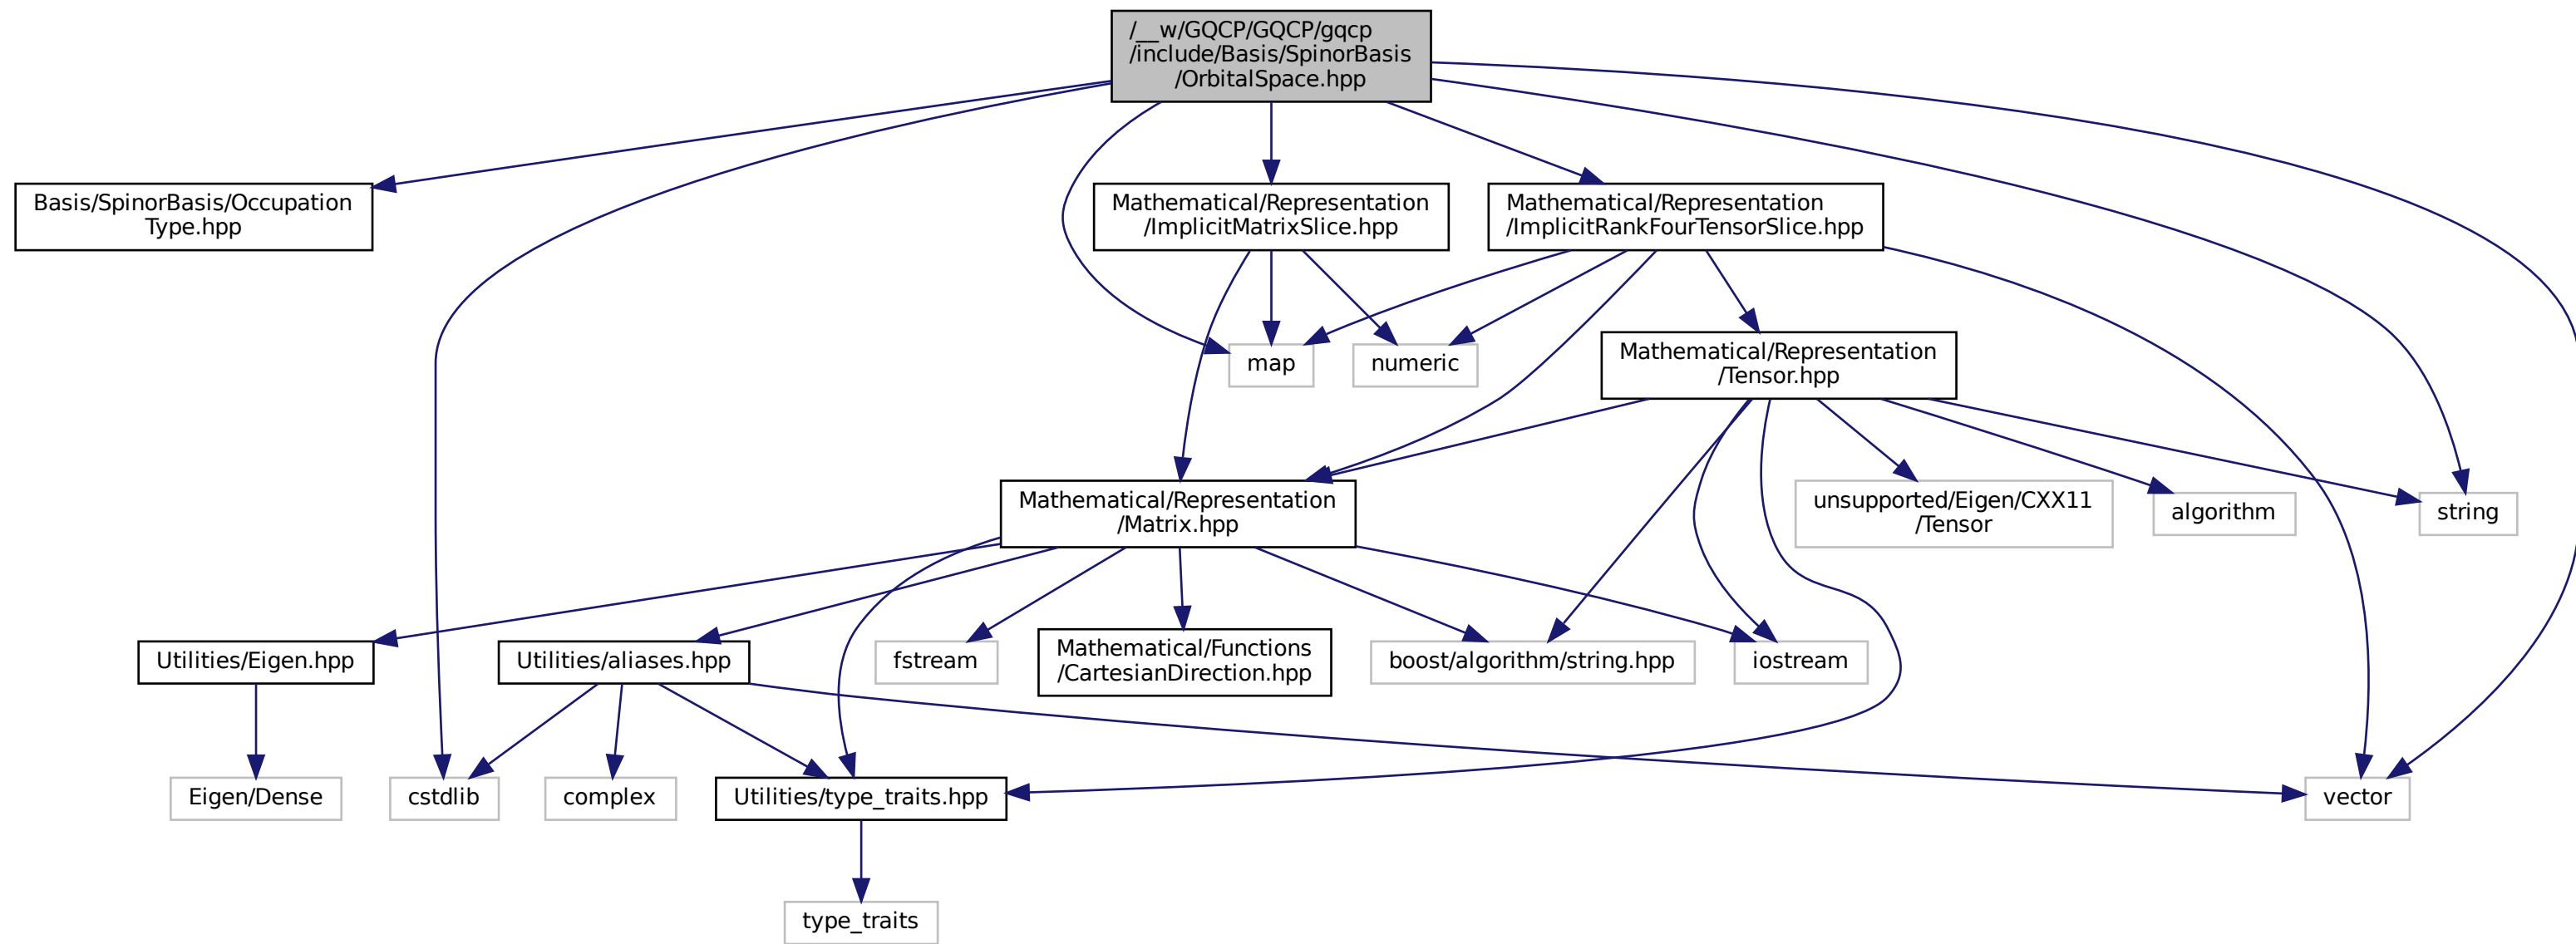 /__w/GQCP/GQCP/gqcp
/include/Basis/SpinorBasis
/OrbitalSpace.hpp
Basis/SpinorBasis/Occupation
Type.hpp
Mathematical/Representation
/ImplicitMatrixSlice.hpp
Mathematical/Representation
/ImplicitRankFourTensorSlice.hpp
map
numeric
Mathematical/Representation
/Tensor.hpp
Mathematical/Representation
/Matrix.hpp
unsupported/Eigen/CXX11
/Tensor
algorithm
string
Utilities/Eigen.hpp
Utilities/aliases.hpp
fstream
Mathematical/Functions
/CartesianDirection.hpp
boost/algorithm/string.hpp
iostream
Eigen/Dense
cstdlib
complex
Utilities/type_traits.hpp
vector
type_traits